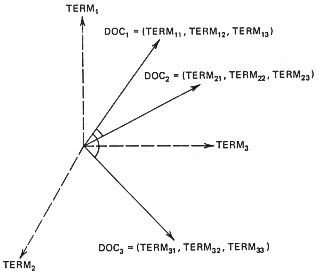 TERM₁
DOC₁ = (TERM₁₁, TERM₁₂, TERM₁₃)
DOC₂ = (TERM₂₁, TERM₂₂, TERM₂₃)
TERM₃
DOC₃ = (TERM₃₁, TERM₃₂, TERM₃₃)
TERM₂